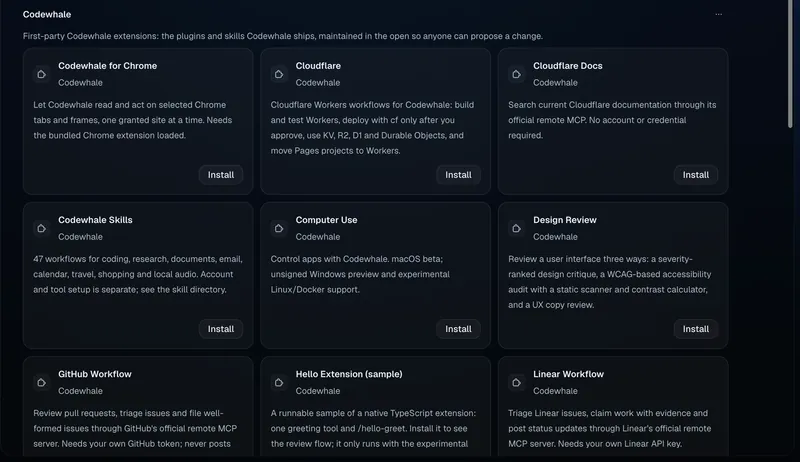 Codewhale
...
First-party Codewhale extensions: the plugins and skills Codewhale ships, maintained in the open so anyone can propose a change.
Codewhale for Chrome
Codewhale
Let Codewhale read and act on selected Chrome
tabs and frames, one granted site at a time. Needs
the bundled Chrome extension loaded.
Install
Cloudflare
Codewhale
Cloudflare Workers workflows for Codewhale: build
and test Workers, deploy with cf only after you
approve, use KV, R2, D1 and Durable Objects, and
move Pages projects to Workers.
Install
Cloudflare Docs
Codewhale
Search current Cloudflare documentation through its
official remote MCP. No account or credential
required.
Install
Codewhale Skills
Codewhale
47 workflows for coding, research, documents, email,
calendar, travel, shopping and local audio. Account
and tool setup is separate; see the skill directory.
Install
Computer Use
Codewhale
Control apps with Codewhale. macOS beta;
unsigned Windows preview and experimental
Linux/Docker support.
Install
Design Review
Codewhale
Review a user interface three ways: a severity-
ranked design critique, a WCAG-based accessibility
audit with a static scanner and contrast calculator,
and a UX copy review.
Install
GitHub Workflow
Codewhale
Review pull requests, triage issues and file well-
formed issues through GitHub's official remote MCP
server. Needs your own GitHub token; never posts
Hello Extension (sample)
Codewhale
A runnable sample of a native TypeScript extension:
one greeting tool and /hello-greet. Install it to see
the review flow; it only runs with the experimental
Linear Workflow
Codewhale
Triage Linear issues, claim work with evidence and
post status updates through Linear's official remote
MCP server. Needs your own Linear API key.